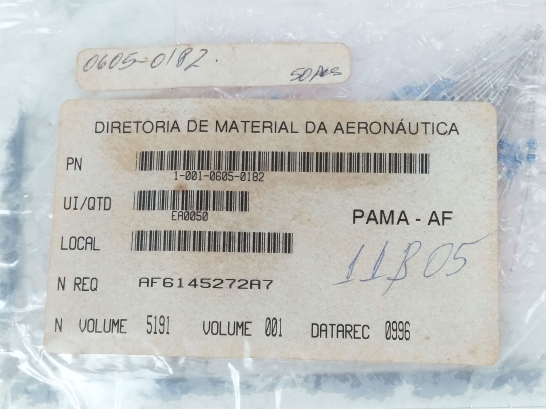 0605-0182.
50 pcs
DIRETORIA DE MATERIAL DA AERONÁUTICA
PN
1-001-0605-0182
UI/QTD
EA0050
PAMA - AF
LOCAL
11B05
N REQ AF6145272A7
N VOLUME 5191 VOLUME 001 DATAREC 0996